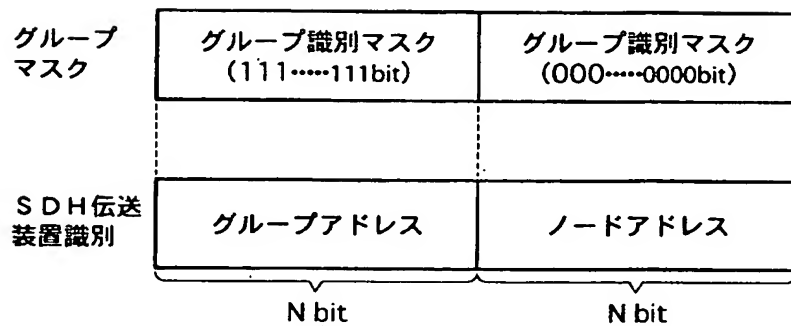 グループ
マスク
グループ識別マスク
(111……111bit)
グループ識別マスク
(000……0000bit)
SDH伝送
装置識別
グループアドレス
ノードアドレス
N bit
N bit